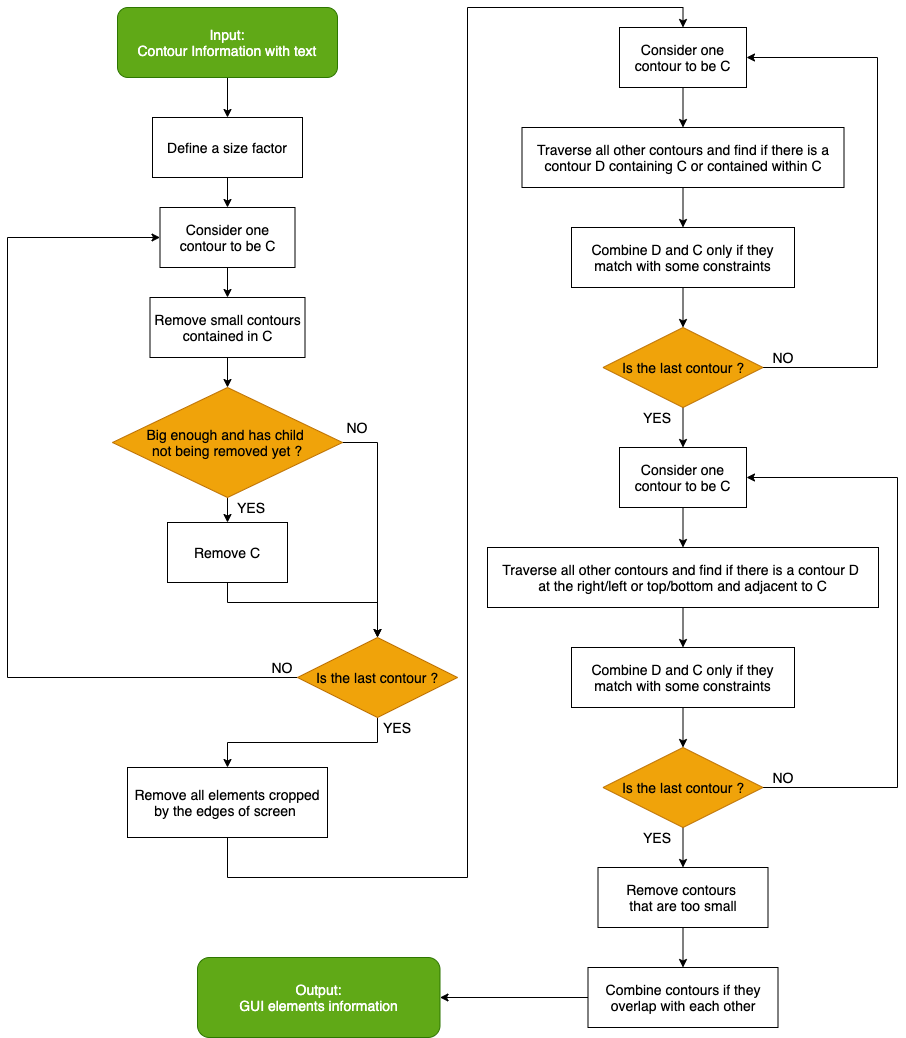 Input:
Contour Information with text
Define a size factor
Consider one
contour to be C
Remove small contours
contained in C
Big enough and has child
not being removed yet ?
NO
YES
Remove C
Is the last contour ?
NO
YES
Remove all elements cropped
by the edges of screen
Consider one
contour to be C
Traverse all other contours and find if there is a
contour D containing C or contained within C
Combine D and C only if they
match with some constraints
Is the last contour ?
NO
YES
Consider one
contour to be C
Traverse all other contours and find if there is a contour D
at the right/left or top/bottom and adjacent to C
Combine D and C only if they
match with some constraints
Is the last contour ?
NO
YES
Remove contours
that are too small
Combine contours if they
overlap with each other
Output:
GUI elements information